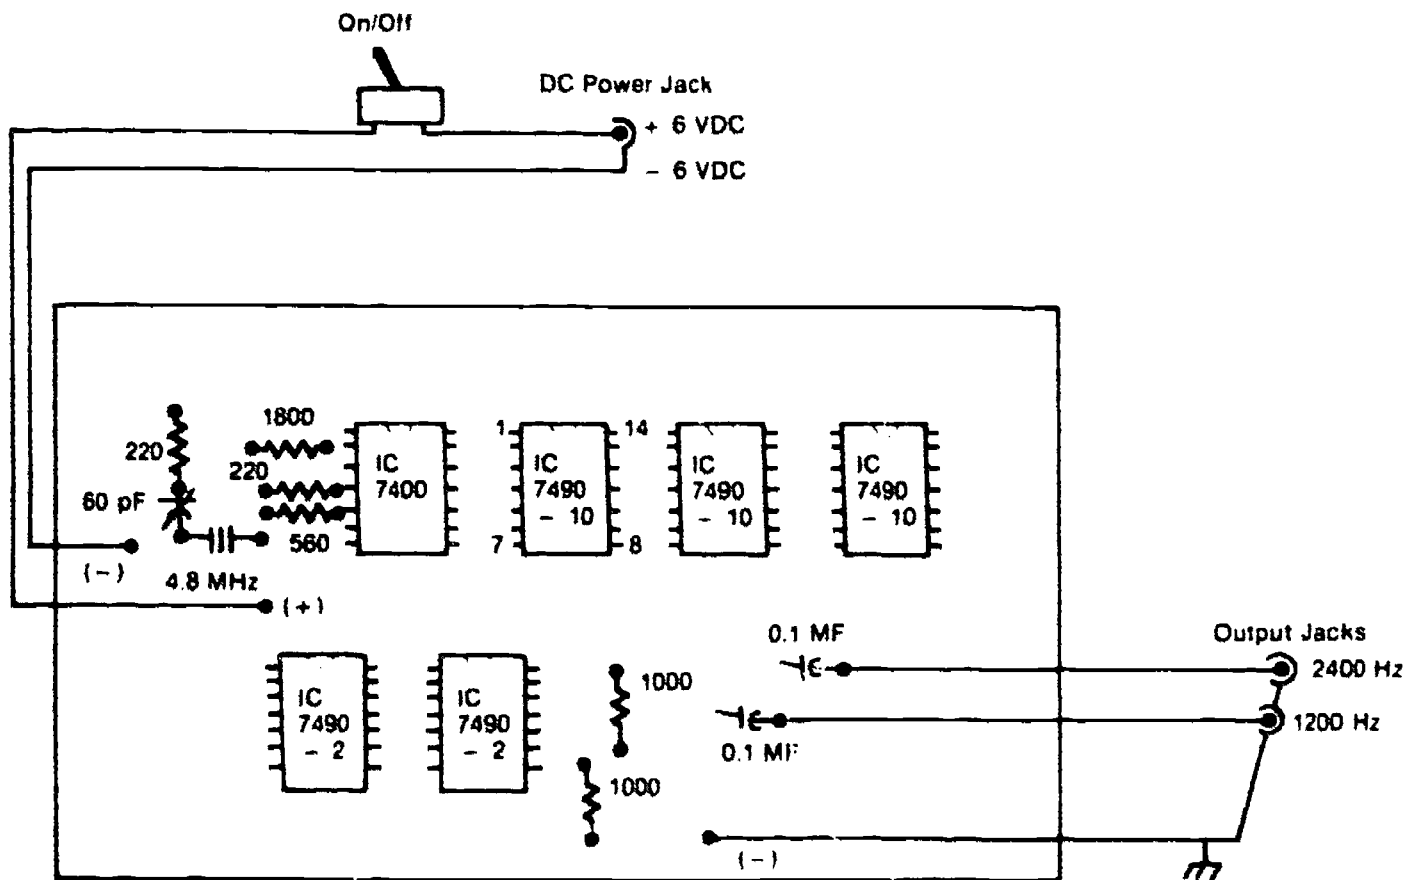 On/Off
DC Power Jack
+ 6 VDC
- 6 VDC
1800
220
220
60 pF
560
(-)
4.8 MHz
(+)
IC
7400
1
14
7
8
IC
7490
- 10
IC
7490
- 10
IC
7490
- 10
IC
7490
- 2
IC
7490
- 2
1000
1000
0.1 MF
0.1 MF
(-)
Output Jacks
2400 Hz
1200 Hz